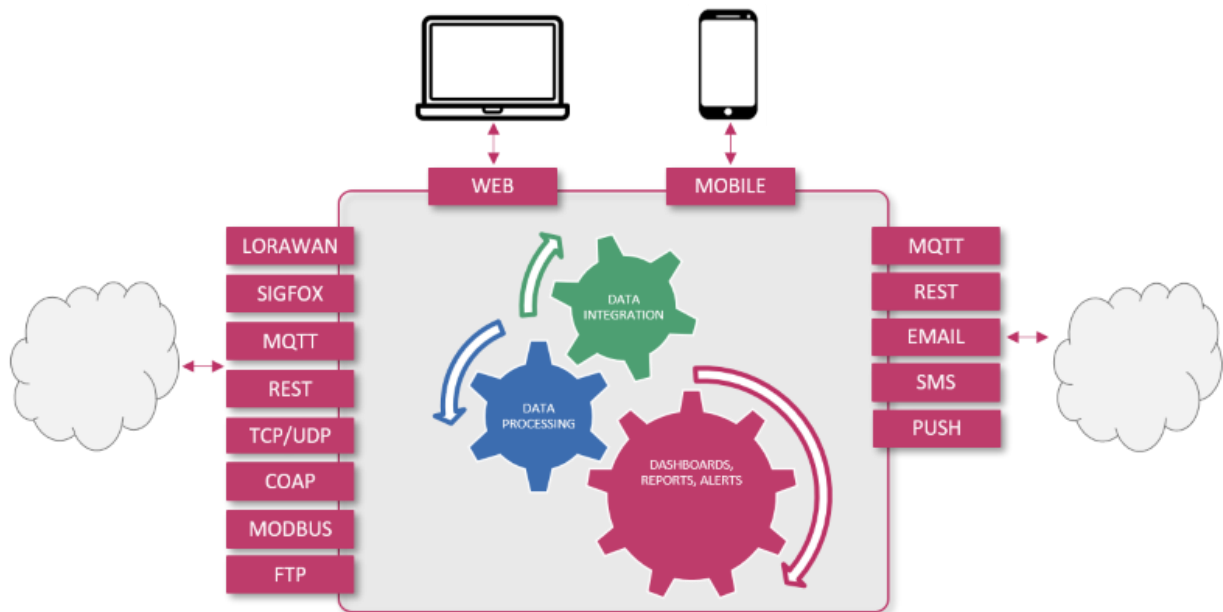 WEB
MOBILE
LORAWAN
SIGFOX
MQTT
REST
TCP/UDP
COAP
MODBUS
FTP
DATA
INTEGRATION
DATA
PROCESSING
DASHBOARDS,
REPORTS, ALERTS
MQTT
REST
EMAIL
SMS
PUSH